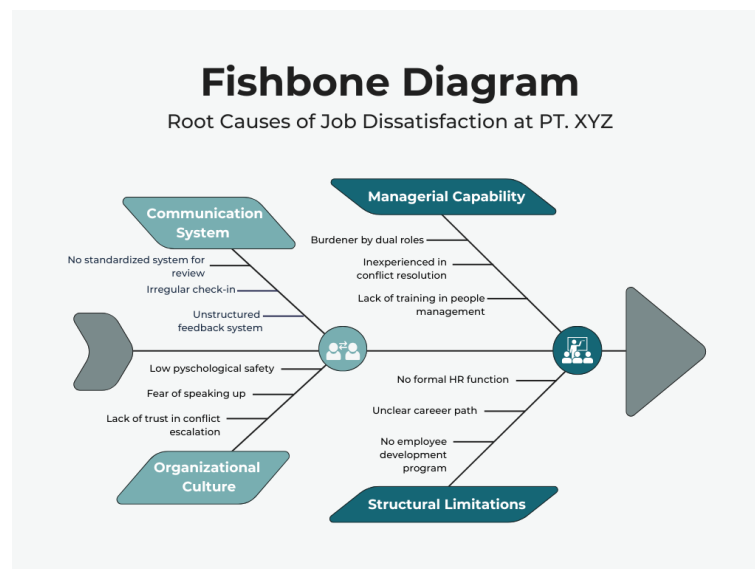 Fishbone Diagram
Root Causes of Job Dissatisfaction at PT. XYZ
Communication
System
No standardized system for
review
Irregular check-in
Unstructured
feedback system
Managerial Capability
Burdener by dual roles
Inexperienced in
conflict resolution
Lack of training in people
management
Low pyschological safety
Fear of speaking up
Lack of trust in conflict
escalation
Organizational
Culture
No formal HR function
Unclear careeer path
No employee
development
program
Structural Limitations